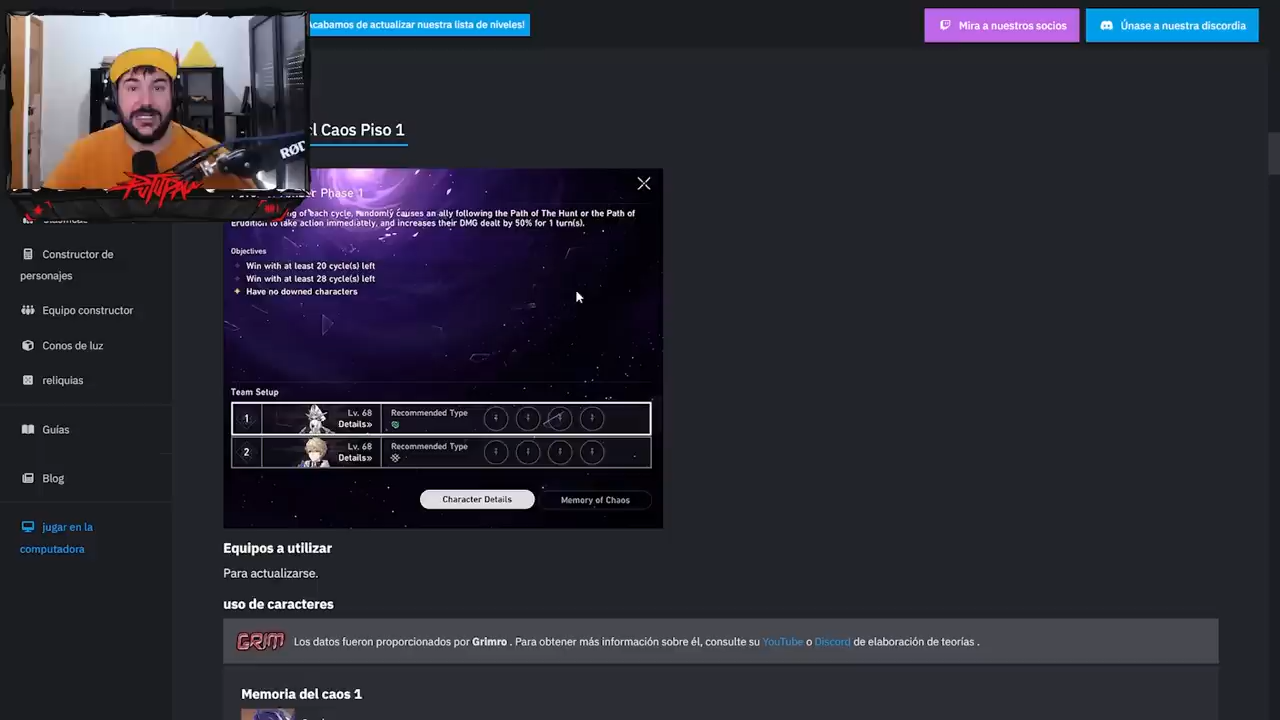 Acabamos de actualizar nuestra lista de niveles!
Mira a nuestros socios
Únase a nuestra discordia
l Caos Piso 1
Phase 1
ng of each cycle, randomly causes an ally following the Path of The Hunt or the Path of
Erudition to take action immediately, and increases their DMG dealt by 50% for 1 turn(s).
Objectives
Win with at least 20 cycle(s) left
Win with at least 28 cycle(s) left
Have no downed characters
Team Setup
1
Lv. 68
Details»
Recommended Type
2
Lv. 68
Details»
Recommended Type
Character Details
Memory of Chaos
RØD
Constructor de
personajes
Equipo constructor
Conos de luz
reliquias
Guías
Blog
jugar en la
computadora
Equipos a utilizar
Para actualizarse.
uso de caracteres
GRIM
Los datos fueron proporcionados por Grimro . Para obtener más información sobre él, consulte su YouTube o Discord de elaboración de teorías .
Memoria del caos 1